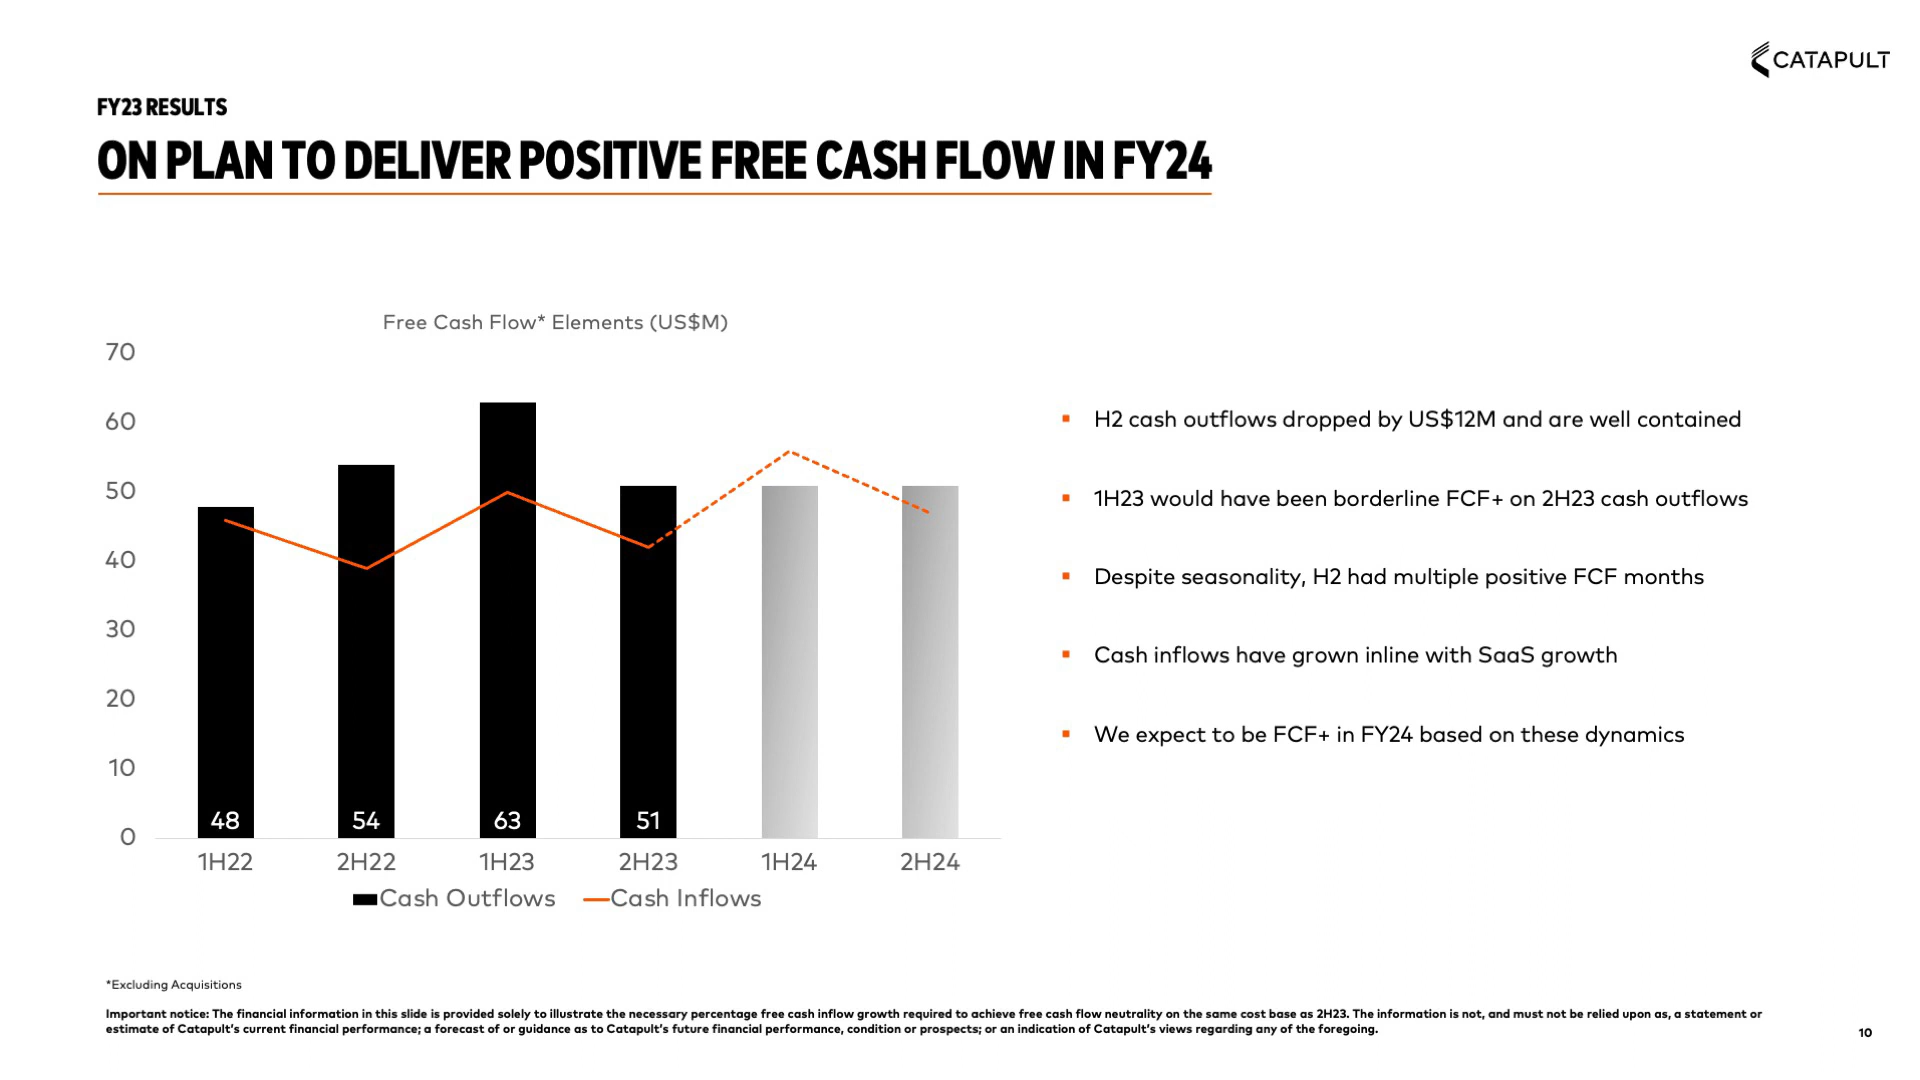 CATAPULT
FY23 RESULTS
ON PLAN TO DELIVER POSITIVE FREE CASH FLOW IN FY24
Free Cash Flow* Elements (US$M)
70
60
50
40
30
20
10
0
48
54
63
51
1H22
2H22
1H23
2H23
1H24
2H24
Cash Outflows
Cash Inflows
▪ H2 cash outflows dropped by US$12M and are well contained
▪ 1H23 would have been borderline FCF+ on 2H23 cash outflows
▪ Despite seasonality, H2 had multiple positive FCF months
▪ Cash inflows have grown inline with SaaS growth
▪ We expect to be FCF+ in FY24 based on these dynamics
*Excluding Acquisitions
Important notice: The financial information in this slide is provided solely to illustrate the necessary percentage free cash inflow growth required to achieve free cash flow neutrality on the same cost base as 2H23. The information is not, and must not be relied upon as, a statement or
estimate of Catapult's current financial performance; a forecast of or guidance as to Catapult's future financial performance, condition or prospects; or an indication of Catapult's views regarding any of the foregoing.
10